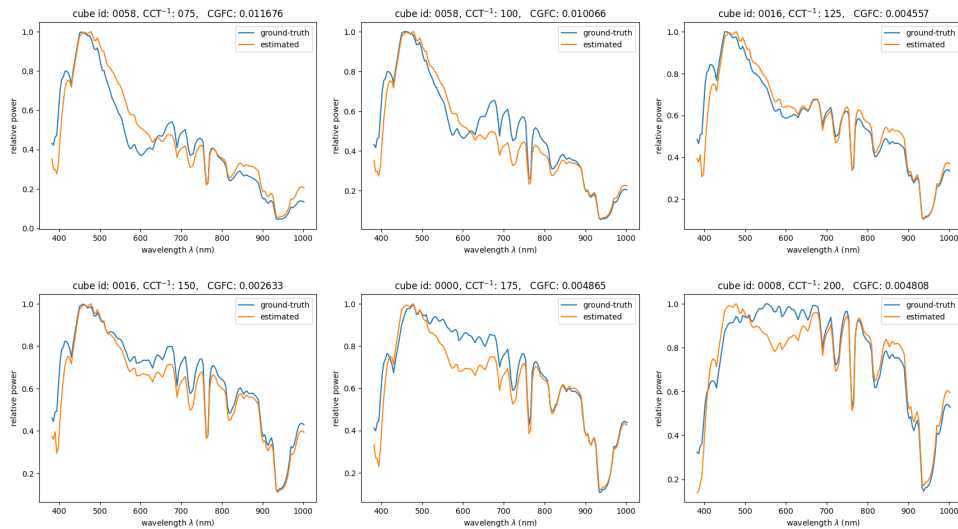 cube id: 0058, CCT⁻¹: 075, CGFC: 0.011676
ground-truth
estimated
relative power
1.0
0.8
0.6
0.4
0.2
0.0
400 500 600 700 800 900 1000
wavelength λ (nm)
cube id: 0058, CCT⁻¹: 100, CGFC: 0.010066
ground-truth
estimated
relative power
1.0
0.8
0.6
0.4
0.2
400 500 600 700 800 900 1000
wavelength λ (nm)
cube id: 0016, CCT⁻¹: 125, CGFC: 0.004557
ground-truth
estimated
relative power
1.0
0.8
0.6
0.4
0.2
400 500 600 700 800 900 1000
wavelength λ (nm)
cube id: 0016, CCT⁻¹: 150, CGFC: 0.002633
ground-truth
estimated
relative power
1.0
0.8
0.6
0.4
0.2
400 500 600 700 800 900 1000
wavelength λ (nm)
cube id: 0000, CCT⁻¹: 175, CGFC: 0.004865
ground-truth
estimated
relative power
1.0
0.8
0.6
0.4
0.2
400 500 600 700 800 900 1000
wavelength λ (nm)
cube id: 0008, CCT⁻¹: 200, CGFC: 0.004808
ground-truth
estimated
relative power
1.0
0.8
0.6
0.4
0.2
400 500 600 700 800 900 1000
wavelength λ (nm)